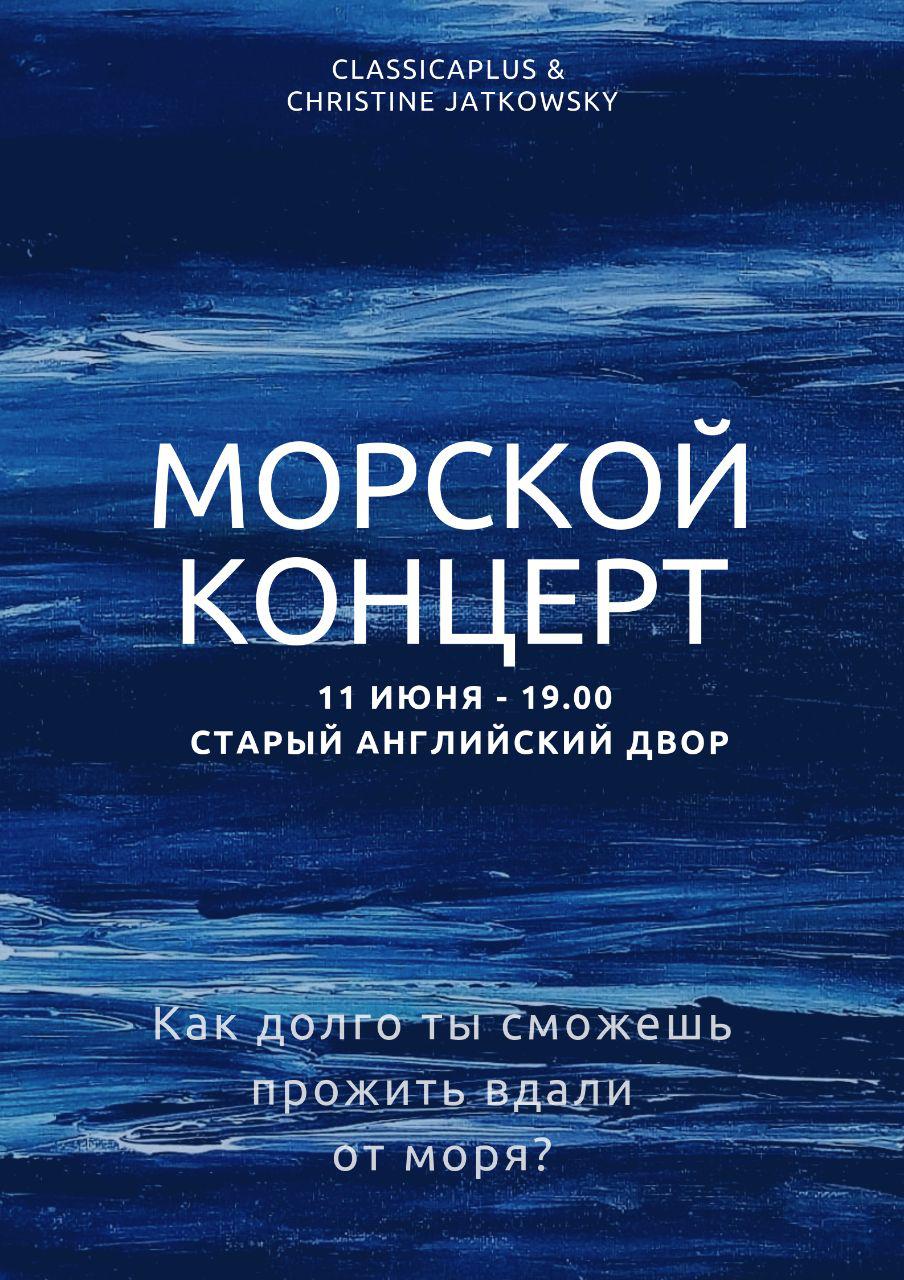 CLASSICAPLUS &
CHRISTINE JATKOWSKY
МОРСКОЙ
КОНЦЕРТ
11 ИЮНЯ - 19.00
СТАРЫЙ АНГЛИЙСКИЙ ДВОР
Как долго ты сможешь
прожить вдали
от моря?